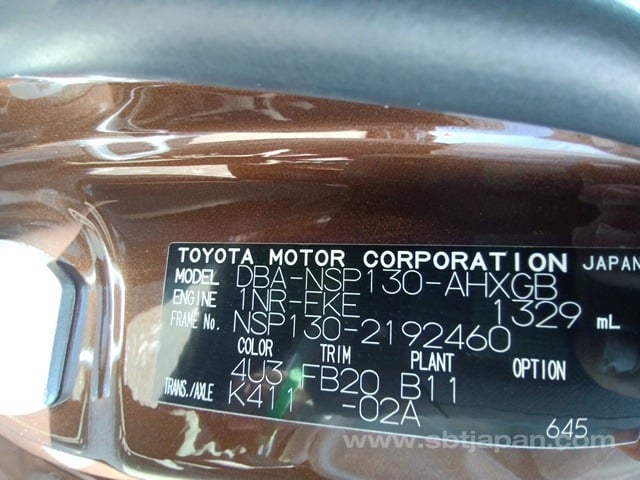 TOYOTA MOTOR CORPORATION JAPAN
MODEL DBA-NSP130-AHXGB
ENGINE 1NR-FKE 1329 mL
FRAME No. NSP130-2192460
COLOR TRIM PLANT OPTION
4U3 FB20 B11
TRANS./AXLE K411 -02A
645
www.sbtjapan.com